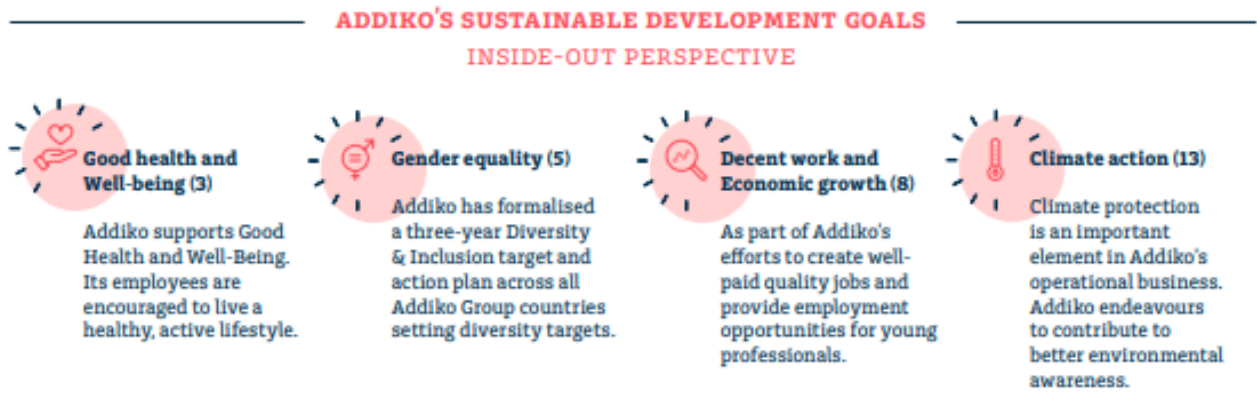 ADDIKO'S SUSTAINABLE DEVELOPMENT GOALS
INSIDE-OUT PERSPECTIVE
Good health and
Well-being (3)
Addiko supports Good
Health and Well-Being.
Its employees are
encouraged to live a
healthy, active lifestyle.
Gender equality (5)
Addiko has formalised
a three-year Diversity
& Inclusion target and
action plan across all
Addiko Group countries
setting diversity targets.
Decent work and
Economic growth (8)
As part of Addiko's
efforts to create well-
paid quality jobs and
provide employment
opportunities for young
professionals.
Climate action (13)
Climate protection
is an important
element in Addiko's
operational business.
Addiko endeavours
to contribute to
better environmental
awareness.